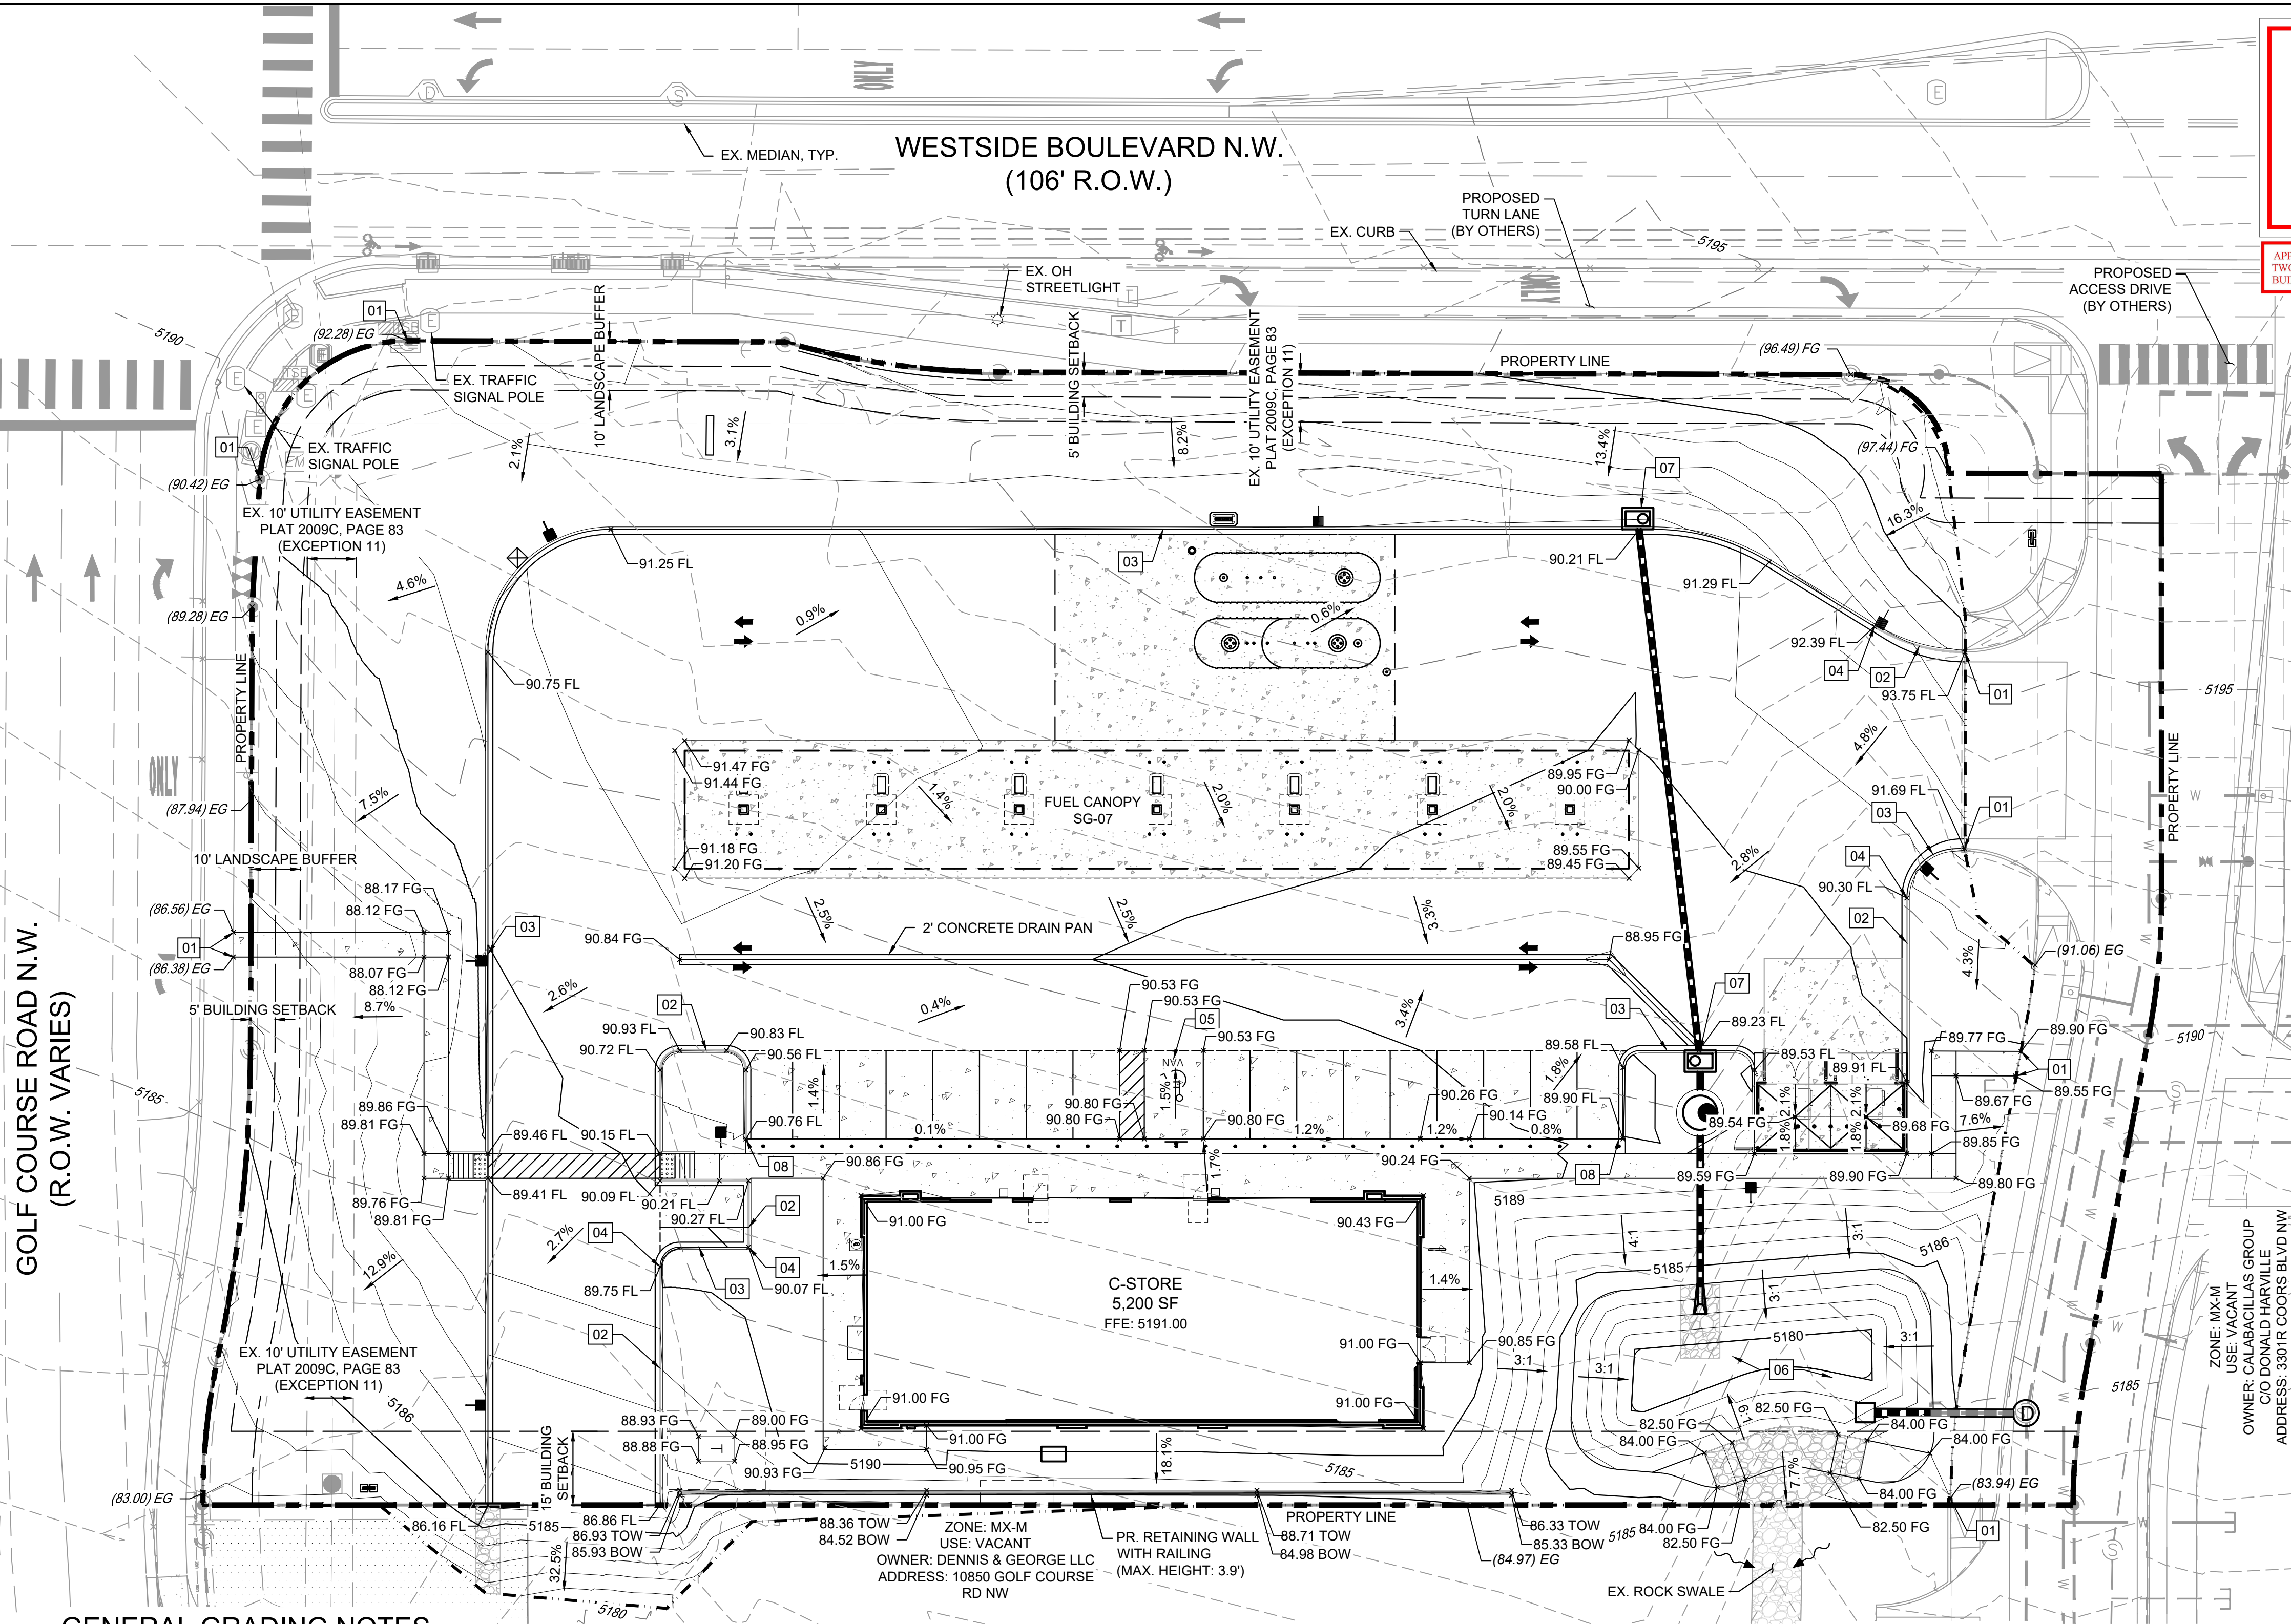 WESTSIDE BOULEVARD N.W.
(106' R.O.W.)
EX. MEDIAN, TYP.
ONLY
D
S
E
PROPOSED
TURN LANE
(BY OTHERS)
EX. CURB
5195
ONLY
PROPOSED
ACCESS DRIVE
(BY OTHERS)
EX. OH
STREETLIGHT
T
5190
01
(92.28) EG
EX. TRAFFIC
SIGNAL POLE
10' LANDSCAPE BUFFER
5' BUILDING SETBACK
EX. 10' UTILITY EASEMENT
PLAT 2009C, PAGE 83
(EXCEPTION 11)
PROPERTY LINE
(96.49) FG
(97.44) FG
01
EX. TRAFFIC
SIGNAL POLE
(90.42) EG
2.1%
3.1%
8.2%
13.4%
16.3%
07
EX. 10' UTILITY EASEMENT
PLAT 2009C, PAGE 83
(EXCEPTION 11)
91.25 FL
03
90.21 FL
91.29 FL
4.6%
0.9%
0.6%
(89.28) EG
92.39 FL
04
02
93.75 FL
01
5195
PROPERTY LINE
90.75 FL
4.8%
PROPERTY LINE
ONLY
(87.94) EG
7.5%
91.47 FG
91.44 FG
1.4%
FUEL CANOPY
SG-07
2.0%
2.0%
89.95 FG
90.00 FG
91.69 FL
03
01
91.18 FG
91.20 FG
89.55 FG
89.45 FG
2.8%
04
90.30 FL
02
10' LANDSCAPE BUFFER
88.17 FG
88.12 FG
(86.56) EG
01
(86.38) EG
88.07 FG
88.12 FG
8.7%
5' BUILDING SETBACK
03
90.84 FG
2.5%
2' CONCRETE DRAIN PAN
2.5%
3.3%
88.95 FG
4.3%
(91.06) EG
GOLF COURSE ROAD N.W.
(R.O.W. VARIES)
2.6%
02
0.4%
90.53 FG
90.53 FG
05
90.53 FG
3.4%
03
07
89.23 FL
90.93 FL
90.83 FL
90.72 FL
90.56 FL
VAN
89.58 FL
89.53 FL
89.91 FL
89.77 FG
89.90 FG
5190
01
89.55 FG
5185
1.4%
1.5%
1.8%
2.1%
2.1%
89.67 FG
7.6%
89.86 FG
89.81 FG
90.80 FG
90.80 FG
90.26 FG
90.14 FG
89.90 FL
89.54 FG
1.8%
1.8%
89.68 FG
89.85 FG
89.46 FL
90.15 FL
90.76 FL
0.1%
90.80 FG
1.2%
1.2%
0.8%
08
90.86 FG
1.7%
90.24 FG
08
89.59 FG
89.90 FG
89.80 FG
89.76 FG
89.81 FG
89.41 FL
90.09 FL
90.21 FL
90.27 FL
02
91.00 FG
90.43 FG
5189
4:1
3:1
5186
2.7%
04
04
12.9%
89.75 FL
03
90.07 FL
1.5%
C-STORE
5,200 SF
FFE: 5191.00
1.4%
5185
3:1
02
91.00 FG
90.85 FG
3:1
3:1
5180
3:1
06
EX. 10' UTILITY EASEMENT
PLAT 2009C, PAGE 83
(EXCEPTION 11)
5186
91.00 FG
91.00 FG
5185
88.93 FG
89.00 FG
88.88 FG
88.95 FG
91.00 FG
90.93 FG
5190
90.95 FG
18.1%
5185
82.50 FG
84.00 FG
6:1
82.50 FG
84.00 FG
84.00 FG
D
15' BUILDING
SETBACK
(83.00) EG
7.7%
(83.94) EG
84.00 FG
86.16 FL
5185
86.86 FL
86.93 TOW
85.93 BOW
88.36 TOW
84.52 BOW
ZONE: MX-M
USE: VACANT
OWNER: DENNIS & GEORGE LLC
ADDRESS: 10850 GOLF COURSE
RD NW
PR. RETAINING WALL
WITH RAILING
(MAX. HEIGHT: 3.9')
PROPERTY LINE
88.71 TOW
84.98 BOW
86.33 TOW
85.33 BOW
(84.97) EG
5185
84.00 FG
82.50 FG
82.50 FG
01
EX. ROCK SWALE
32.5%
5180
ZONE: MX-M
USE: VACANT
OWNER: CALABACILLAS GROUP
C/O DONALD HARVILLE
ADDRESS: 3301R COORS BLVD NW
GENERAL GRADING NOTES